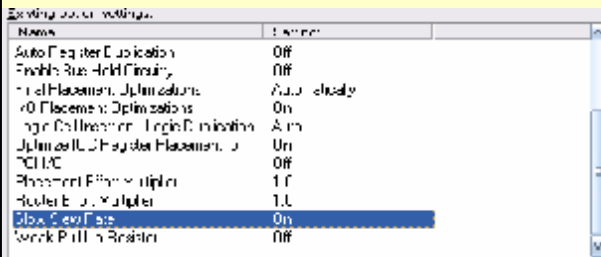 Existing option settings:
Name Setting:
Auto Register Duplication Off
Enable Bus Hold Circuitry Off
Final Placement Optimizations Automatically
I/O Placement Optimizations On
Logic Cell Insertion - Logic Duplication Auto
Optimize IOC Register Placement On
PCI I/O Off
Placement Effort Multiplier 1.0
Router Effort Multiplier 1.0
Slow Slew Rate On
Weak Pull-Up Resistor Off